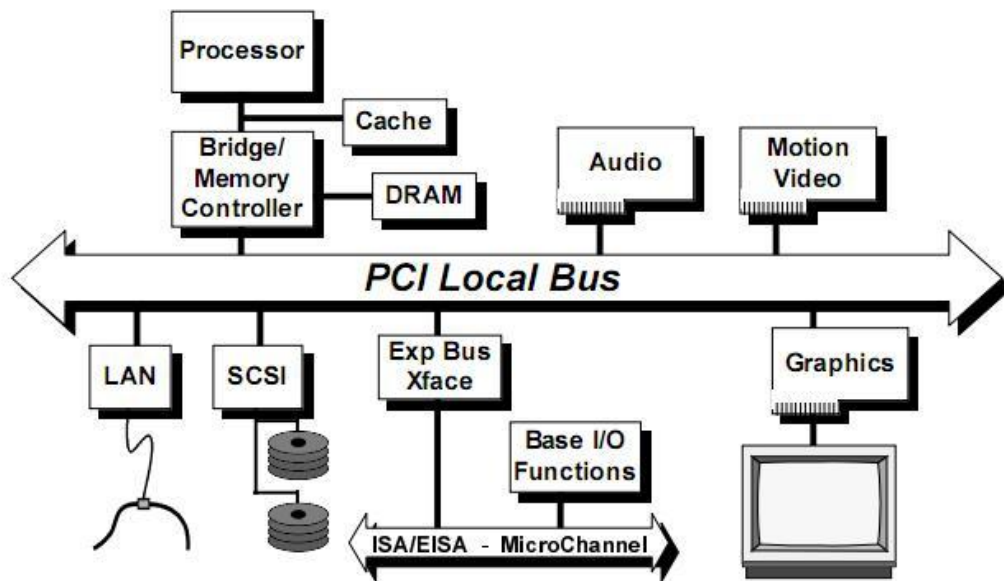 Processor
Cache
Bridge/
Memory
Controller
DRAM
Audio
Motion
Video
PCI Local Bus
LAN
SCSI
Exp Bus
Xface
Base I/O
Functions
Graphics
ISA/EISA - MicroChannel